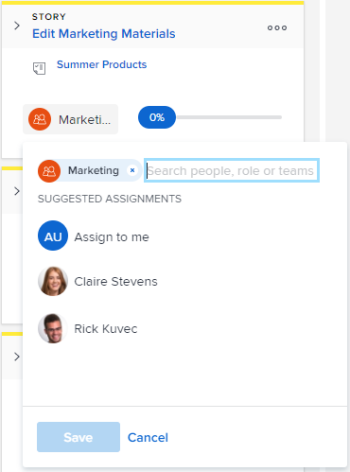 STORY
Edit Marketing Materials
Summer Products
Marketi...
0%
Marketing ×
Search people, role or teams
SUGGESTED ASSIGNMENTS
AU Assign to me
Claire Stevens
Rick Kuvec
Save Cancel